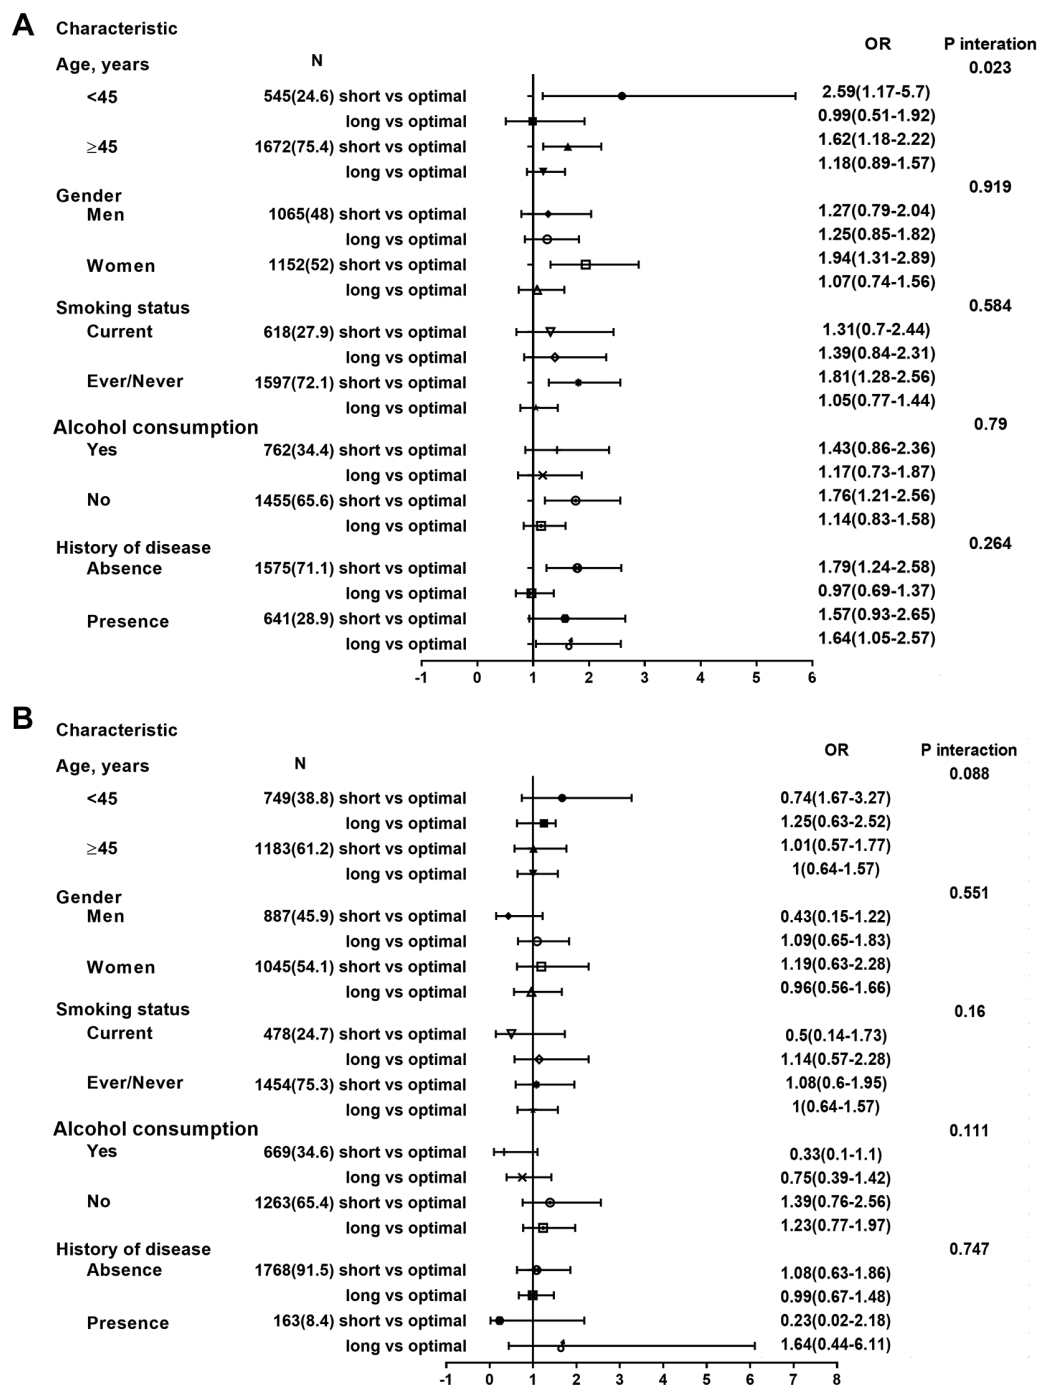 A
Characteristic
OR P interation
Age, years N 0.023
<45 545(24.6) short vs optimal 2.59(1.17-5.7)
long vs optimal 0.99(0.51-1.92)
≥45 1672(75.4) short vs optimal 1.62(1.18-2.22)
long vs optimal 1.18(0.89-1.57)
Gender 0.919
Men 1065(48) short vs optimal 1.27(0.79-2.04)
long vs optimal 1.25(0.85-1.82)
Women 1152(52) short vs optimal 1.94(1.31-2.89)
long vs optimal 1.07(0.74-1.56)
Smoking status 0.584
Current 618(27.9) short vs optimal 1.31(0.7-2.44)
long vs optimal 1.39(0.84-2.31)
Ever/Never 1597(72.1) short vs optimal 1.81(1.28-2.56)
long vs optimal 1.05(0.77-1.44)
Alcohol consumption 0.79
Yes 762(34.4) short vs optimal 1.43(0.86-2.36)
long vs optimal 1.17(0.73-1.87)
No 1455(65.6) short vs optimal 1.76(1.21-2.56)
long vs optimal 1.14(0.83-1.58)
History of disease 0.264
Absence 1575(71.1) short vs optimal 1.79(1.24-2.58)
long vs optimal 0.97(0.69-1.37)
Presence 641(28.9) short vs optimal 1.57(0.93-2.65)
long vs optimal 1.64(1.05-2.57)
-1 0 1 2 3 4 5 6
B
Characteristic
OR P interaction
Age, years N 0.088
<45 749(38.8) short vs optimal 0.74(1.67-3.27)
long vs optimal 1.25(0.63-2.52)
≥45 1183(61.2) short vs optimal 1.01(0.57-1.77)
long vs optimal 1(0.64-1.57)
Gender 0.551
Men 887(45.9) short vs optimal 0.43(0.15-1.22)
long vs optimal 1.09(0.65-1.83)
Women 1045(54.1) short vs optimal 1.19(0.63-2.28)
long vs optimal 0.96(0.56-1.66)
Smoking status 0.16
Current 478(24.7) short vs optimal 0.5(0.14-1.73)
long vs optimal 1.14(0.57-2.28)
Ever/Never 1454(75.3) short vs optimal 1.08(0.6-1.95)
long vs optimal 1(0.64-1.57)
Alcohol consumption 0.111
Yes 669(34.6) short vs optimal 0.33(0.1-1.1)
long vs optimal 0.75(0.39-1.42)
No 1263(65.4) short vs optimal 1.39(0.76-2.56)
long vs optimal 1.23(0.77-1.97)
History of disease 0.747
Absence 1768(91.5) short vs optimal 1.08(0.63-1.86)
long vs optimal 0.99(0.67-1.48)
Presence 163(8.4) short vs optimal 0.23(0.02-2.18)
long vs optimal 1.64(0.44-6.11)
-1 0 1 2 3 4 5 6 7 8